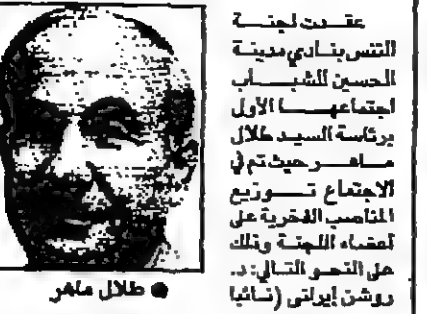 عقدت لجنة
التنس بنادي مدينة
الحسين للشباب
اجتماعها الأول
برئاسة السيد طلال
ماهر حيث تم في
الاجتماع توزيع
المناصب الفخرية على
أعضاء اللجنة وذلك
على النحو التالي: د.
روشن إيراني (نائبا
● طلال ماهر